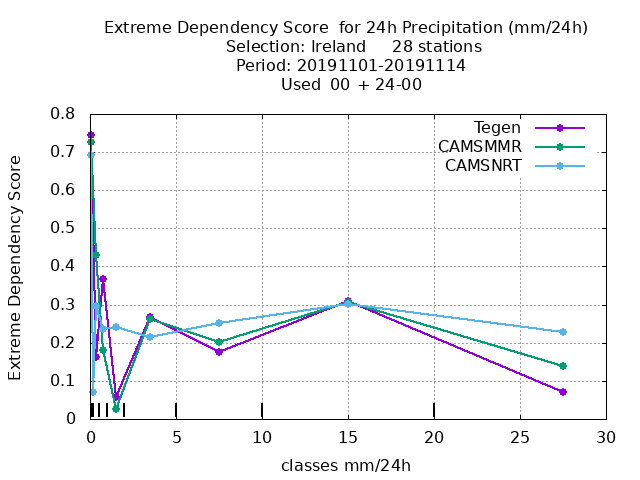 Extreme Dependency Score  for 24h Precipitation (mm/24h)
Selection: Ireland     28 stations
Period: 20191101-20191114
Used  00 + 24-00
Extreme Dependency Score
0.8
0.7
0.6
0.5
0.4
0.3
0.2
0.1
0
Tegen
CAMSMMR
CAMSNRT
0 5 10 15 20 25 30
classes mm/24h